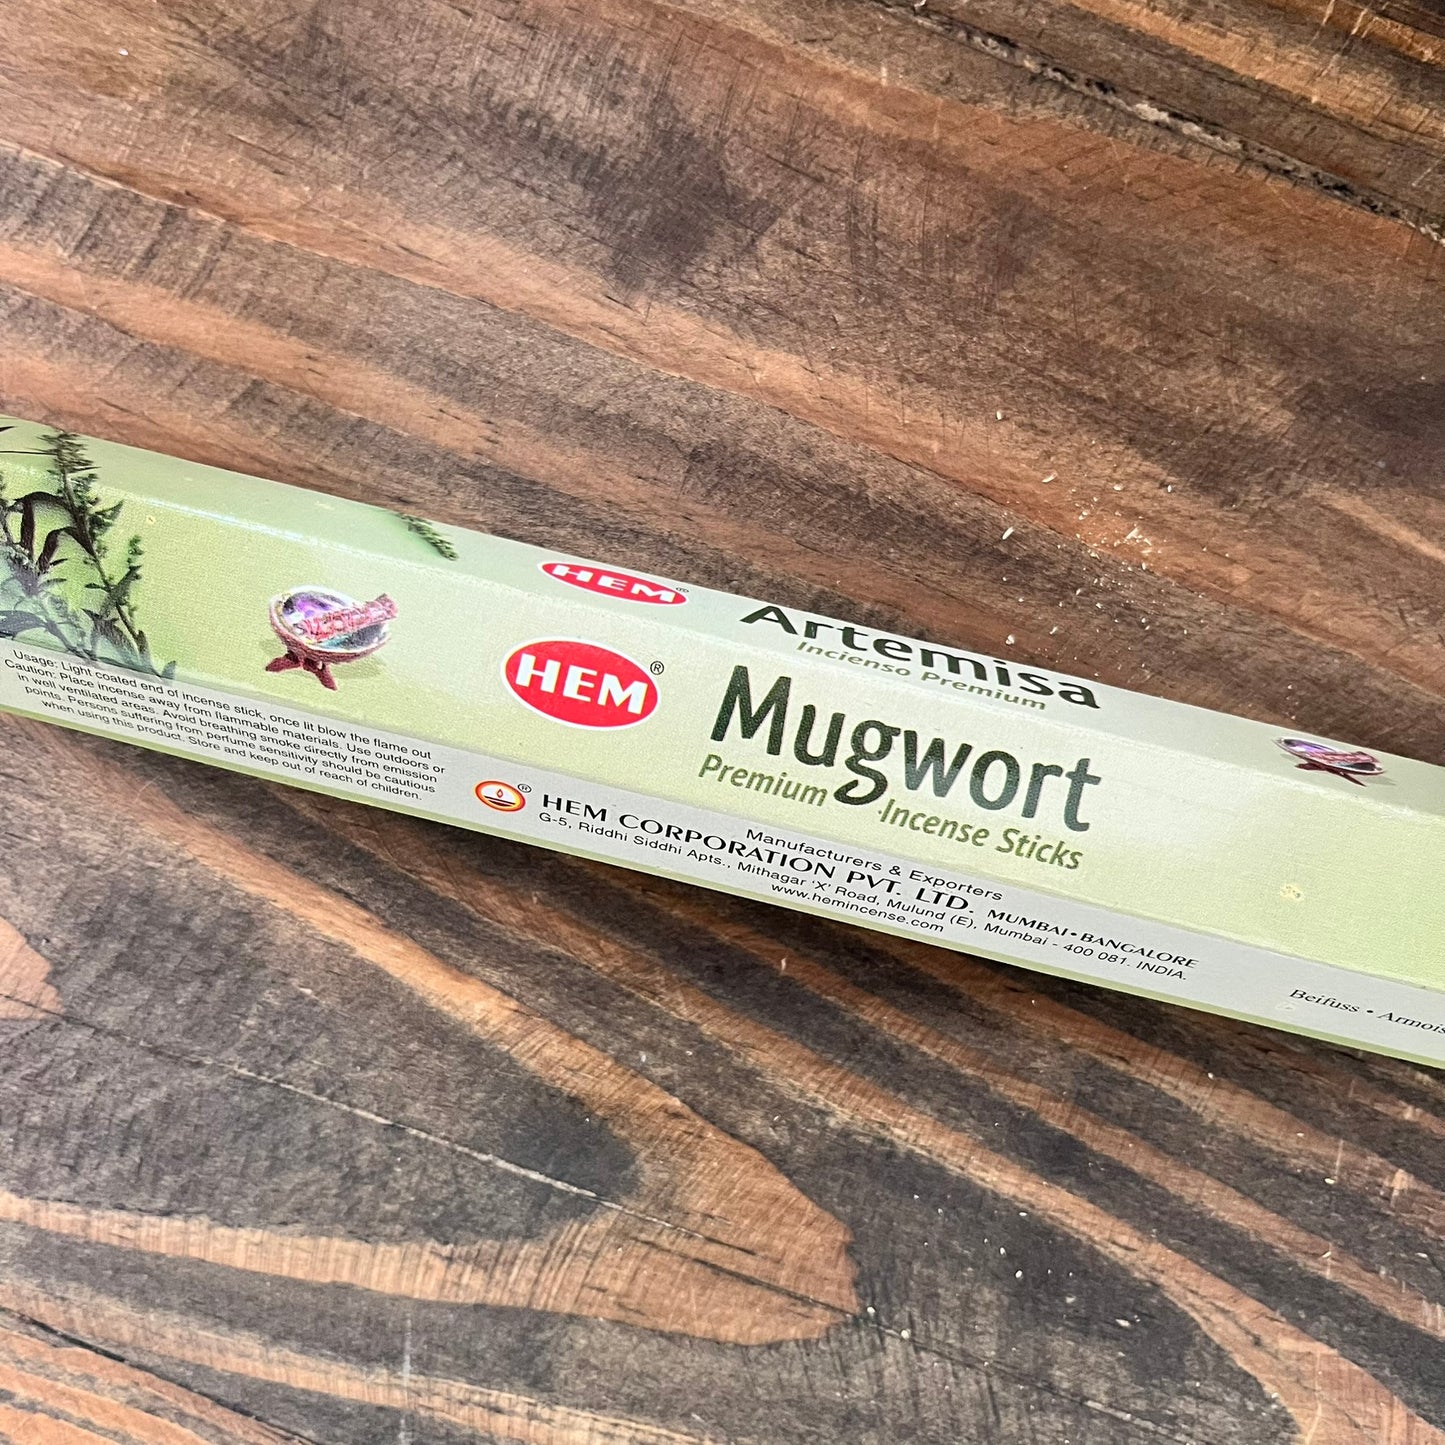 HEM®
Artemisa
Incienso Premium
HEM®
Mugwort
Premium Incense Sticks
Usage: Light coated end of incense stick, once lit blow the flame out
Caution: Place incense away from flammable materials. Use outdoors or
in well ventilated areas. Avoid breathing smoke directly from emission
points. Persons suffering from perfume sensitivity should be cautious
when using this product. Store and keep out of reach of children.
Manufacturers & Exporters
® HEM CORPORATION PVT. LTD. MUMBAI • BANGALORE
G-5, Riddhi Siddhi Apts., Mithagar 'X' Road, Mulund (E), Mumbai - 400 081. INDIA.
www.hemincense.com
Beifuss •